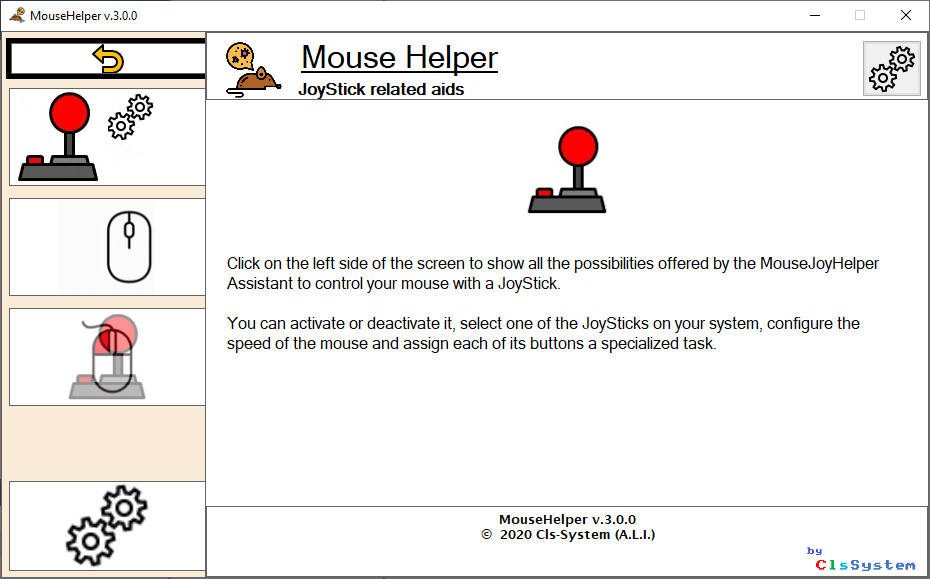 MouseHelper v.3.0.0
Mouse Helper
JoyStick related aids
Click on the left side of the screen to show all the possibilities offered by the MouseJoyHelper
Assistant to control your mouse with a JoyStick.
You can activate or deactivate it, select one of the JoySticks on your system, configure the
speed of the mouse and assign each of its buttons a specialized task.
MouseHelper v.3.0.0
© 2020 Cls-System (A.L.I.)
by
ClsSystem